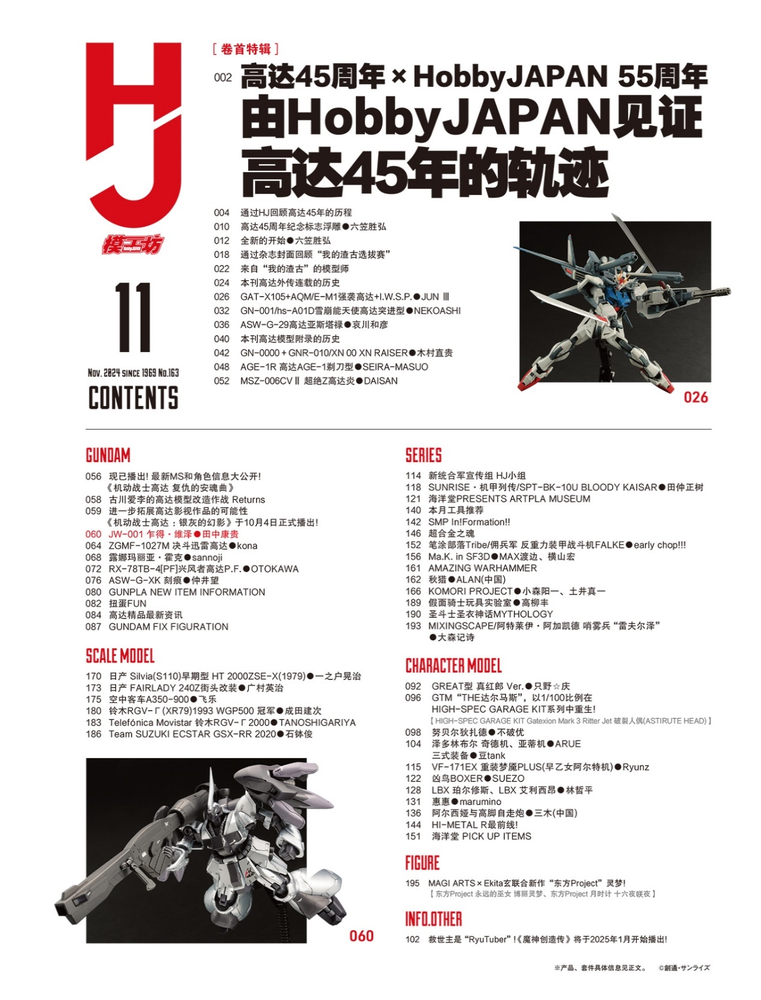 HJ
模工坊
HobbyJAPAN
11
Nov. 2024 SINCE 1969 No.163
CONTENTS
[ 卷首特辑 ]
002 高达45周年×HobbyJAPAN 55周年
由HobbyJAPAN见证
高达45年的轨迹
004 通过HJ回顾高达45年的历程
010 高达45周年纪念标志浮雕●六笠胜弘
012 全新的开始●六笠胜弘
018 通过杂志封面回顾“我的渣古选拔赛”
022 来自“我的渣古”的模型师
024 本刊高达外传连载的历史
026 GAT-X105+AQM/E-M1强袭高达+I.W.S.P.●JUN Ⅲ
032 GN-001/hs-A01D雪崩能天使高达突进型●NEKOASHI
036 ASW-G-29高达亚斯塔禄●哀川和彦
040 本刊高达模型附录的历史
042 GN-0000＋GNR-010/XN 00 XN RAISER●木村直贵
048 AGE-1R 高达AGE-1剃刀型●SEIRA-MASUO
052 MSZ-006CVⅡ 超绝Z高达炎●DAISAN
026
GUNDAM
056 现已播出! 最新MS和角色信息大公开!
《机动战士高达 复仇的安魂曲》
058 古川爱李的高达模型改造作战 Returns
059 进一步拓展高达影视作品的可能性
《机动战士高达：银灰的幻影》于10月4日正式播出!
060 JW-001 乍得・维泽●田中康贵
064 ZGMF-1027M 决斗迅雷高达●kona
068 露娜玛丽亚・霍克●sannoji
072 RX-78TB-4[PF]兴风者高达P.F.●OTOKAWA
076 ASW-G-XK 刻痕●仲井望
080 GUNPLA NEW ITEM INFORMATION
082 扭蛋FUN
084 高达精品最新资讯
087 GUNDAM FIX FIGURATION
SCALE MODEL
170 日产 Silvia(S110)早期型 HT 2000ZSE-X(1979)●一之户晃治
173 日产 FAIRLADY 240Z街头改装●广村英治
175 空中客车A350-900●飞乐
180 铃木RGV-Γ(XR79)1993 WGP500 冠军●成田建次
183 Telefónica Movistar 铃木RGV-Γ2000●TANOSHIGARIYA
186 Team SUZUKI ECSTAR GSX-RR 2020●石钵俊
060
SERIES
114 新统合军宣传组 HJ小组
118 SUNRISE・机甲列传/SPT-BK-10U BLOODY KAISAR●田仲正树
121 海洋堂PRESENTS ARTPLA MUSEUM
140 本月工具推荐
142 SMP In!Formation!!
146 超合金之魂
152 笔涂部落Tribe/佣兵军 反重力装甲战斗机FALKE●early chop!!!
156 Ma.K. in SF3D●MAX渡边、横山宏
161 AMAZING WARHAMMER
162 秋猎●ALAN(中国)
166 KOMORI PROJECT●小森阳一、土井真一
189 假面骑士玩具实验室●高柳丰
190 圣斗士圣衣神话MYTHOLOGY
193 MIXINGSCAPE/阿特莱伊・阿加凯德 哨雾兵 “雷夫尔泽”
●大森记诗
CHARACTER MODEL
092 GREAT型 真红郎 Ver.●只野☆庆
096 GTM “THE达尔马斯”，以1/100比例在
HIGH-SPEC GARAGE KIT系列中重生!
【 HIGH-SPEC GARAGE KIT Gatexion Mark 3 Ritter Jet 破裂人偶(ASTIRUTE HEAD) 】
098 努贝尔狄扎德●不破优
104 泽多林布尔 奇德机、亚蒂机●ARUE
三式装备●豆tank
115 VF-171EX 重装梦魇PLUS(早乙女阿尔特机)●Ryunz
122 凶鸟BOXER●SUEZO
128 LBX 珀尔修斯、LBX 艾利西昂●林哲平
131 惠惠●marumino
136 阿尔西娅与高脚自走炮●三木(中国)
144 HI-METAL R最前线!
151 海洋堂 PICK UP ITEMS
FIGURE
195 MAGI ARTS×Ekita玄联合新作 “东方Project” 灵梦!
【 东方Project 永远的巫女 博丽灵梦、东方Project 月时计 十六夜咲夜 】
INFO.OTHER
102 救世主是 “RyuTuber” !《魔神创造传》将于2025年1月开始播出!
※产品、套件具体信息见正文。 ©創通・サンライズ